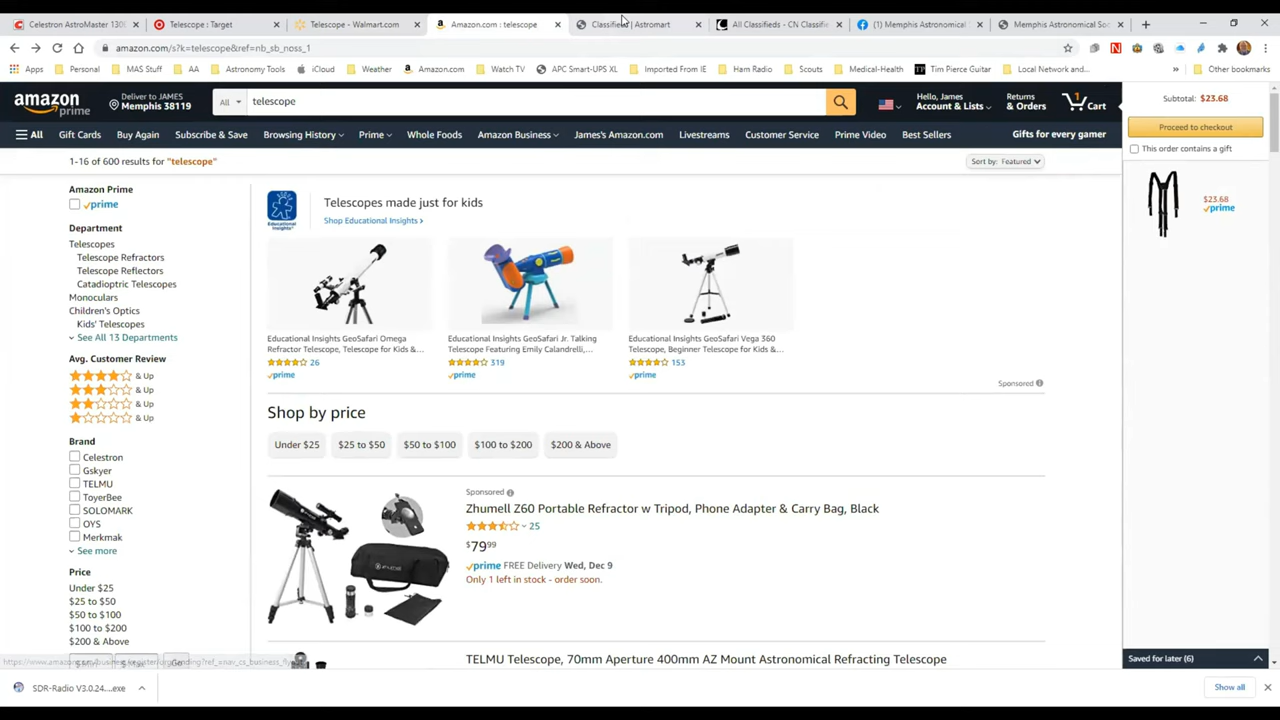 Celestron AstroMaster 130E
Telescope : Target
Telescope - Walmart.com
Amazon.com : telescope
Classifieds | Astromart
All Classifieds - CN Classifie
(1) Memphis Astronomical
Memphis Astronomical Soc
amazon.com/s?k=telescope&ref=nb_sb_noss_1
Apps
Personal
MAS Stuff
AA
Astronomy Tools
iCloud
Weather
Amazon.com
Watch TV
APC Smart-UPS XL
Imported From IE
Ham Radio
Scouts
Medical-Health
Tim Pierce Guitar
Local Network and...
»
Other bookmarks
amazon prime
Deliver to JAMES
Memphis 38119
All
telescope
Hello, James
Account & Lists
Returns
& Orders
1
Cart
Subtotal: $23.68
Proceed to checkout
This order contains a gift
$23.68
prime
All
Gift Cards
Buy Again
Subscribe & Save
Browsing History
Prime
Whole Foods
Amazon Business
James's Amazon.com
Livestreams
Customer Service
Prime Video
Best Sellers
Gifts for every gamer
1-16 of 600 results for "telescope"
Sort by: Featured
Amazon Prime
prime
Department
Telescopes
Telescope Refractors
Telescope Reflectors
Catadioptric Telescopes
Monoculars
Children's Optics
Kids' Telescopes
See All 13 Departments
Avg. Customer Review
& Up
& Up
& Up
& Up
Brand
Celestron
Gskyer
TELMU
ToyerBee
SOLOMARK
OYS
Merkmak
See more
Price
Under $25
$25 to $50
$50 to $100
$100 to $200
$200 & Above
Go
Educational Insights
Telescopes made just for kids
Shop Educational Insights ›
Educational Insights GeoSafari Omega
Refractor Telescope, Telescope for Kids &...
26
prime
Educational Insights GeoSafari Jr. Talking
Telescope Featuring Emily Calandrelli,...
319
prime
Educational Insights GeoSafari Vega 360
Telescope, Beginner Telescope for Kids &...
153
prime
Sponsored
Shop by price
Under $25
$25 to $50
$50 to $100
$100 to $200
$200 & Above
Sponsored
Zhumell Z60 Portable Refractor w Tripod, Phone Adapter & Carry Bag, Black
25
$79⁹⁹
prime FREE Delivery Wed, Dec 9
Only 1 left in stock - order soon.
TELMU Telescope, 70mm Aperture 400mm AZ Mount Astronomical Refracting Telescope
Saved for later (6)
SDR-Radio V3.0.24....exe
Show all